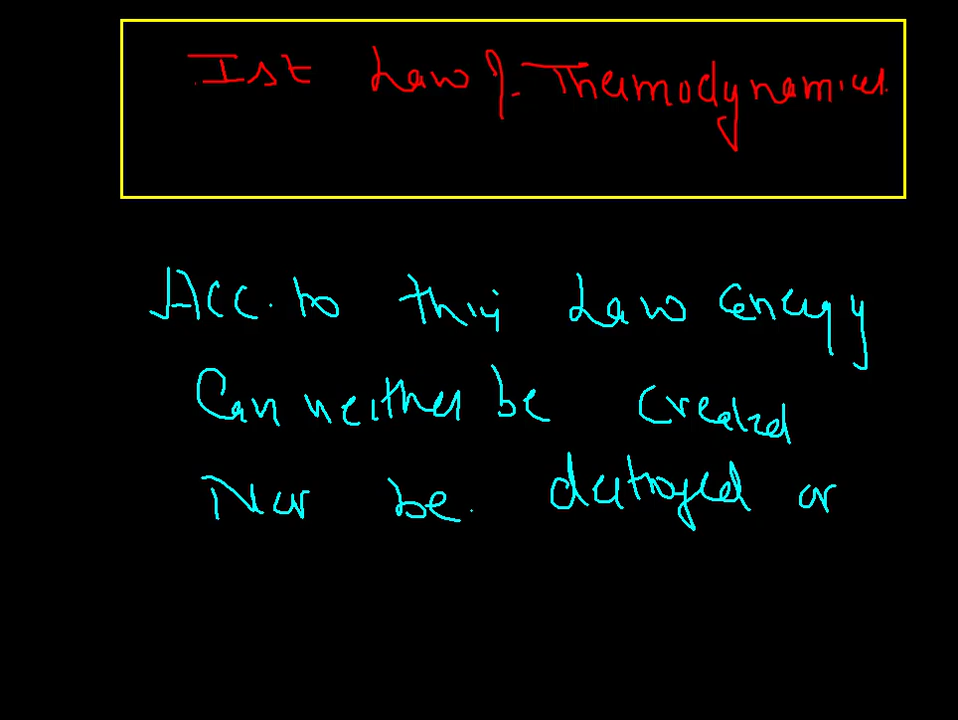 Ist Law of Thermodynamics.
Acc. to this Law energy
Can neither be created
Nor be. destroyed or